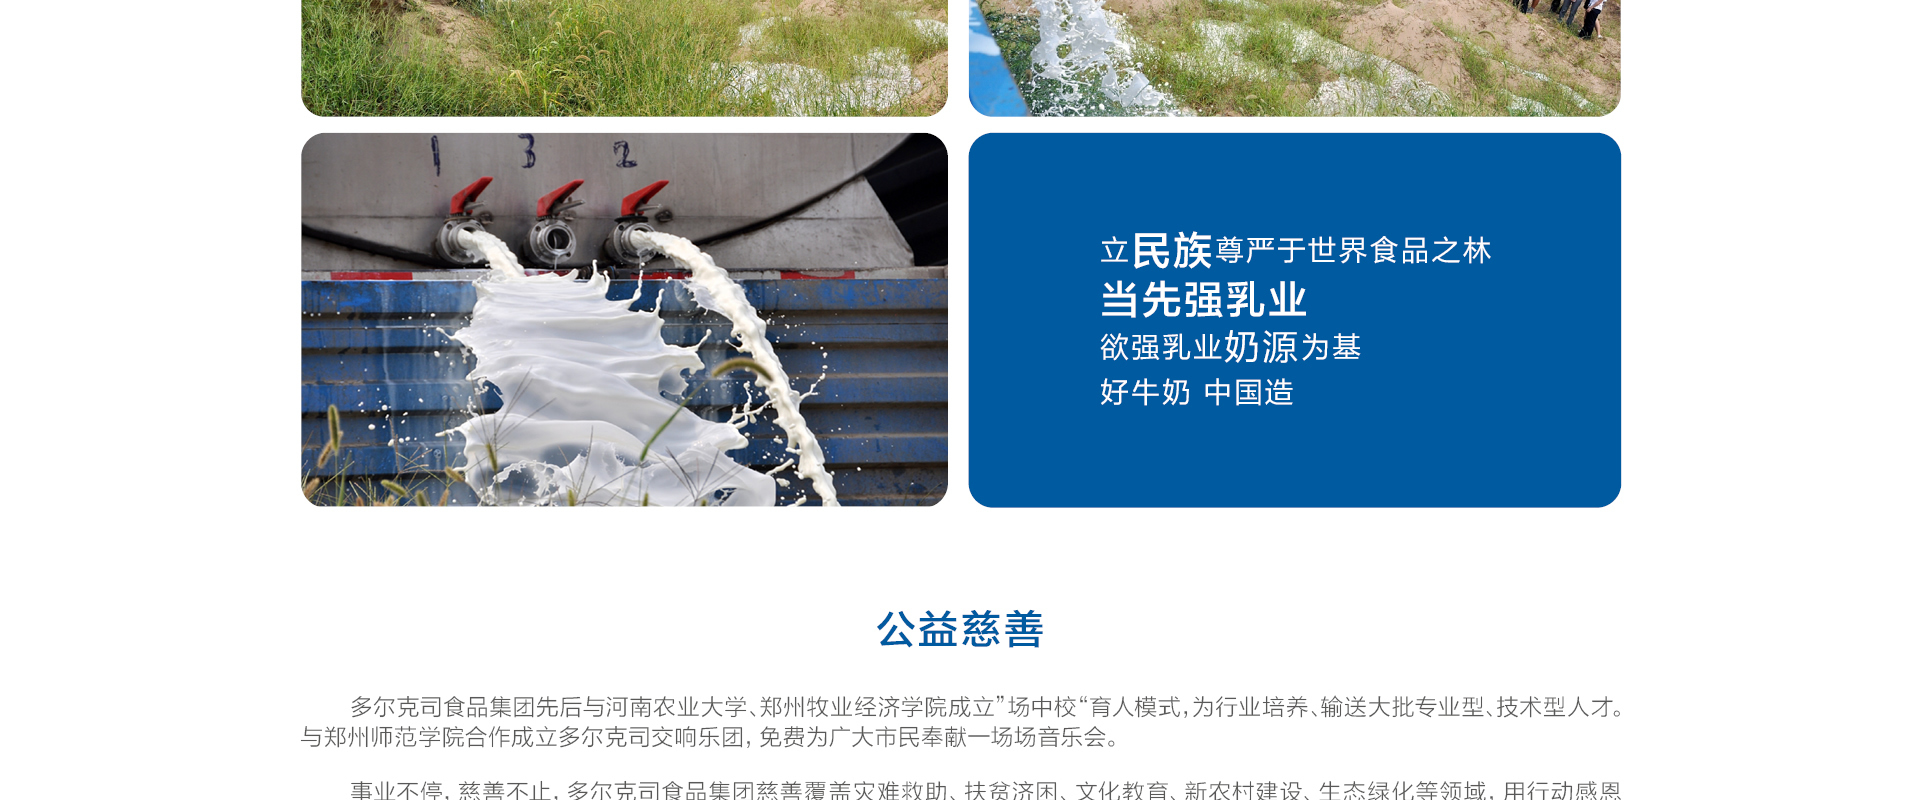 1 3 2
立民族尊严于世界食品之林
当先强乳业
欲强乳业奶源为基
好牛奶 中国造
公益慈善
多尔克司食品集团先后与河南农业大学、郑州牧业经济学院成立”场中校“育人模式,为行业培养、输送大批专业型、技术型人才。
与郑州师范学院合作成立多尔克司交响乐团, 免费为广大市民奉献一场场音乐会。
事业不停, 慈善不止, 多尔克司食品集团慈善覆盖灾难救助、扶贫济困、文化教育、新农村建设、生态绿化等领域, 用行动感恩